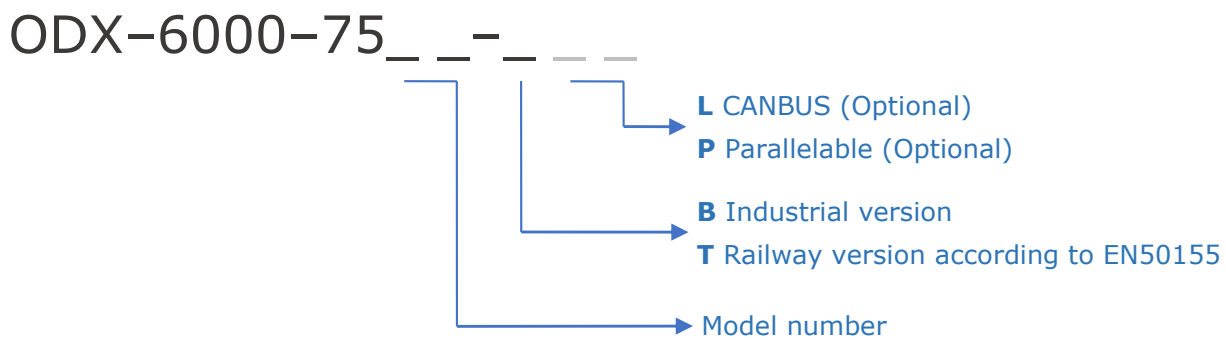 ODX–6000–75_ _–_ _ _
L CANBUS (Optional)
P Parallelable (Optional)
B Industrial version
T Railway version according to EN50155
Model number